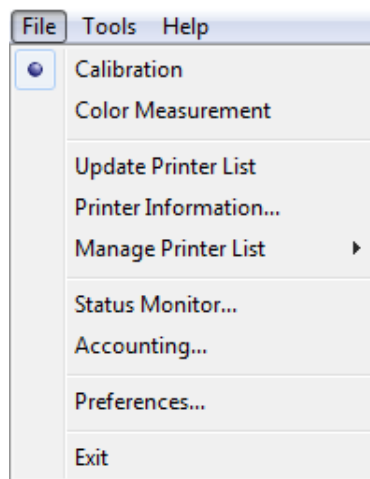 File Tools Help
Calibration
Color Measurement
Update Printer List
Printer Information...
Manage Printer List
Status Monitor...
Accounting...
Preferences...
Exit